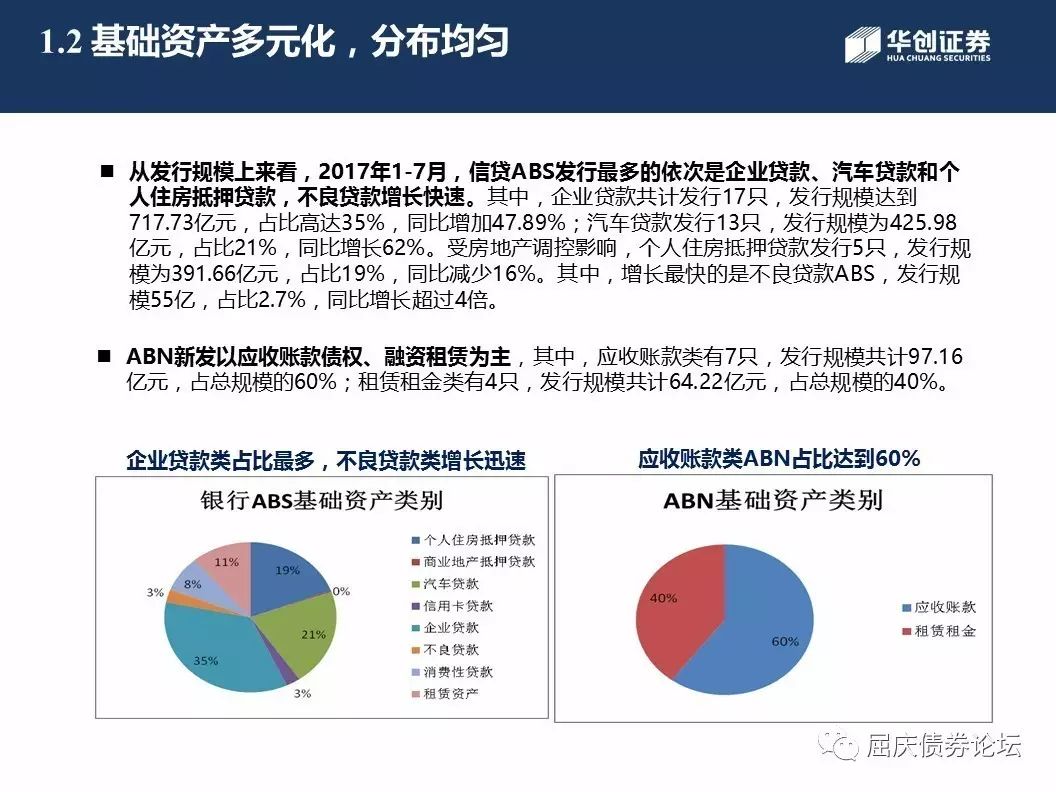 1.2 基础资产多元化，分布均匀
华创证券
HUA CHUANG SECURITIES
■ 从发行规模上来看，2017年1-7月，信贷ABS发行最多的依次是企业贷款、汽车贷款和个
人住房抵押贷款，不良贷款增长快速。其中，企业贷款共计发行17只，发行规模达到
717.73亿元，占比高达35%，同比增加47.89%；汽车贷款发行13只，发行规模为425.98
亿元，占比21%，同比增长62%。受房地产调控影响，个人住房抵押贷款发行5只，发行规
模为391.66亿元，占比19%，同比减少16%。其中，增长最快的是不良贷款ABS，发行规
模55亿，占比2.7%，同比增长超过4倍。
■ ABN新发以应收账款债权、融资租赁为主，其中，应收账款类有7只，发行规模共计97.16
亿元，占总规模的60%；租赁租金类有4只，发行规模共计64.22亿元，占总规模的40%。
企业贷款类占比最多，不良贷款类增长迅速
银行ABS基础资产类别
19%
0%
21%
3%
35%
3%
8%
11%
个人住房抵押贷款
商业地产抵押贷款
汽车贷款
信用卡贷款
企业贷款
不良贷款
消费性贷款
租赁资产
应收账款类ABN占比达到60%
ABN基础资产类别
40%
60%
应收账款
租赁租金
屈庆债券论坛